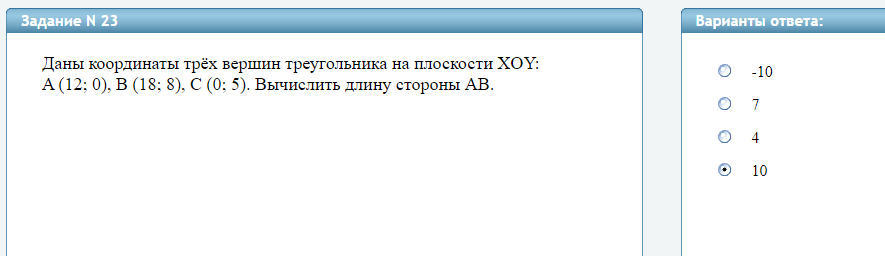 Задание N 23
Даны координаты трёх вершин треугольника на плоскости XOY:
A (12; 0), B (18; 8), C (0; 5). Вычислить длину стороны AB.
Варианты ответа:
-10
7
4
10